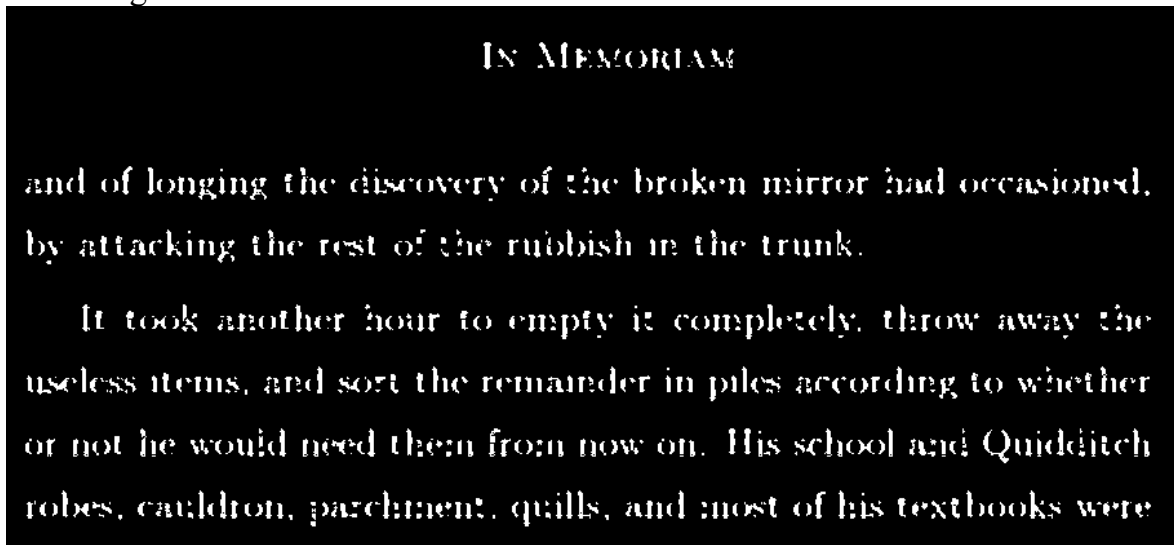 IN MEMORIAM
and of longing the discovery of the broken mirror had occasioned,
by attacking the rest of the rubbish in the trunk.
It took another hour to empty it completely, throw away the
useless items, and sort the remainder in piles according to whether
or not he would need them from now on. His school and Quidditch
robes, cauldron, parchment, quills, and most of his textbooks were